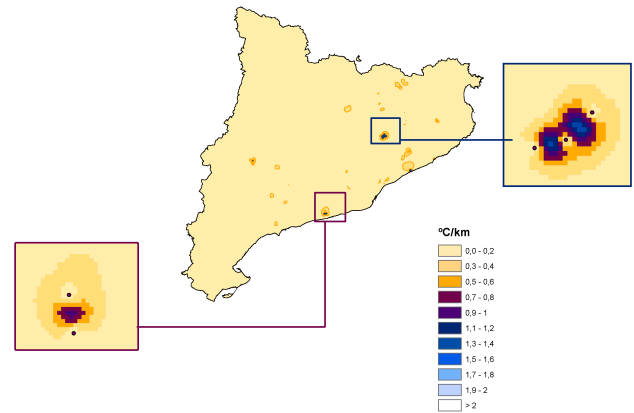 ºC/km
0,0 - 0,2
0,3 - 0,4
0,5 - 0,6
0,7 - 0,8
0,9 - 1
1,1 - 1,2
1,3 - 1,4
1,5 - 1,6
1,7 - 1,8
1,9 - 2
> 2